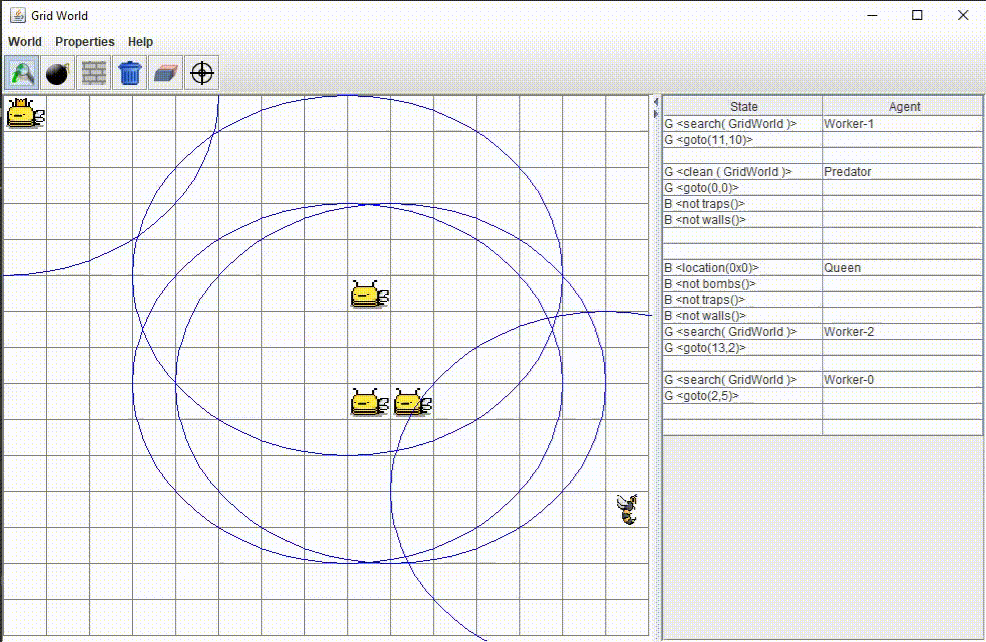 Grid World
World Properties Help
State Agent
G <search( GridWorld )> Worker-1
G <goto(11,10)>
G <clean ( GridWorld )> Predator
G <goto(0,0)>
B <not traps()>
B <not walls()>
B <location(0x0)> Queen
B <not bombs()>
B <not traps()>
B <not walls()>
G <search( GridWorld )> Worker-2
G <goto(13,2)>
G <search( GridWorld )> Worker-0
G <goto(2,5)>